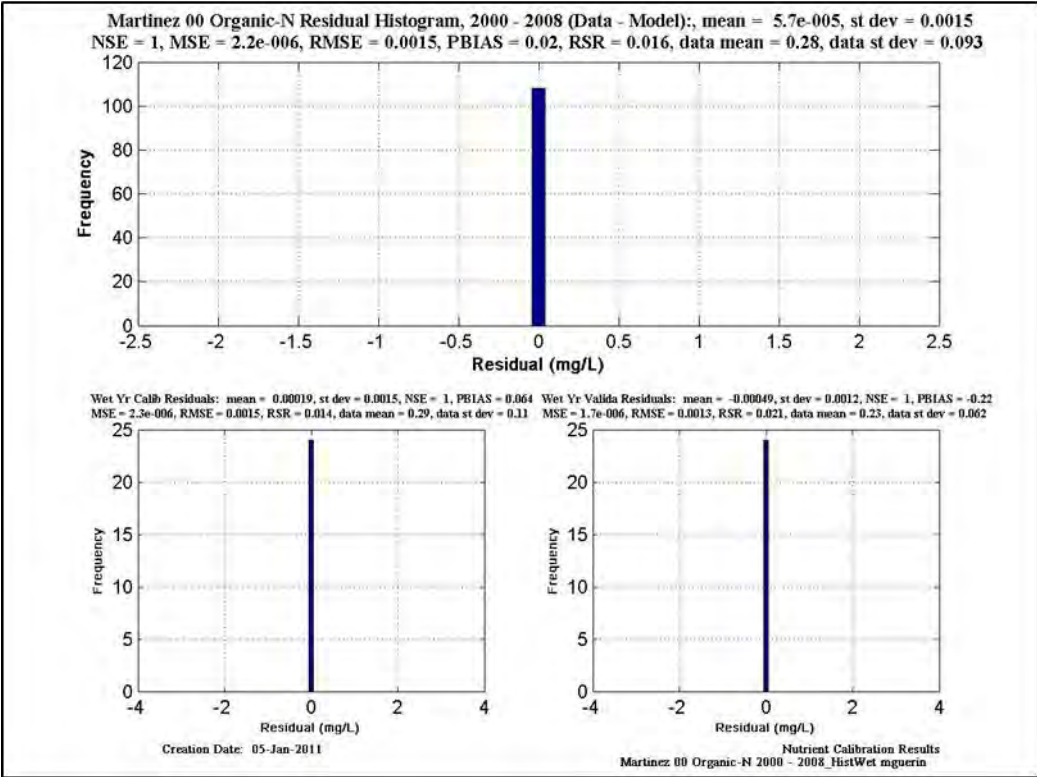 Martinez 00 Organic-N Residual Histogram, 2000 - 2008 (Data - Model):, mean = 5.7e-005, st dev = 0.0015
NSE = 1, MSE = 2.2e-006, RMSE = 0.0015, PBIAS = 0.02, RSR = 0.016, data mean = 0.28, data st dev = 0.093
120
100
80
60
40
20
0
Frequency
-2.5 -2 -1.5 -1 -0.5 0 0.5 1 1.5 2 2.5
Residual (mg/L)
Wet Yr Calib Residuals: mean = 0.00019, st dev = 0.0015, NSE = 1, PBIAS = 0.064
MSE = 2.3e-006, RMSE = 0.0015, RSR = 0.014, data mean = 0.29, data st dev = 0.11
25
20
15
10
5
0
Frequency
-4 -2 0 2 4
Residual (mg/L)
Wet Yr Valida Residuals: mean = -0.00049, st dev = 0.0012, NSE = 1, PBIAS = -0.22
MSE = 1.7e-006, RMSE = 0.0013, RSR = 0.021, data mean = 0.23, data st dev = 0.062
25
20
15
10
5
0
Frequency
-4 -2 0 2 4
Residual (mg/L)
Creation Date: 05-Jan-2011
Nutrient Calibration Results
Martinez 00 Organic-N 2000 - 2008_HistWet mguerin